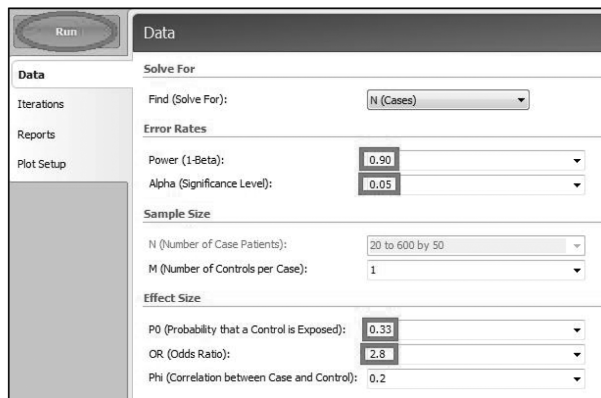 Run
Data
Iterations
Reports
Plot Setup
Data
Solve For
Find (Solve For): N (Cases)
Error Rates
Power (1-Beta): 0.90
Alpha (Significance Level): 0.05
Sample Size
N (Number of Case Patients): 20 to 600 by 50
M (Number of Controls per Case): 1
Effect Size
P0 (Probability that a Control is Exposed): 0.33
OR (Odds Ratio): 2.8
Phi (Correlation between Case and Control): 0.2